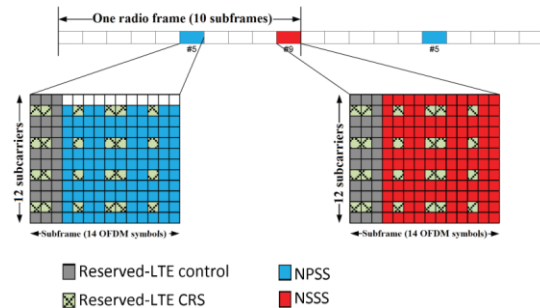 One radio frame (10 subframes)
#5
#9
#5
12 subcarriers
12 subcarriers
Subframe (14 OFDM symbols)
Subframe (14 OFDM symbols)
Reserved-LTE control
NPSS
Reserved-LTE CRS
NSSS